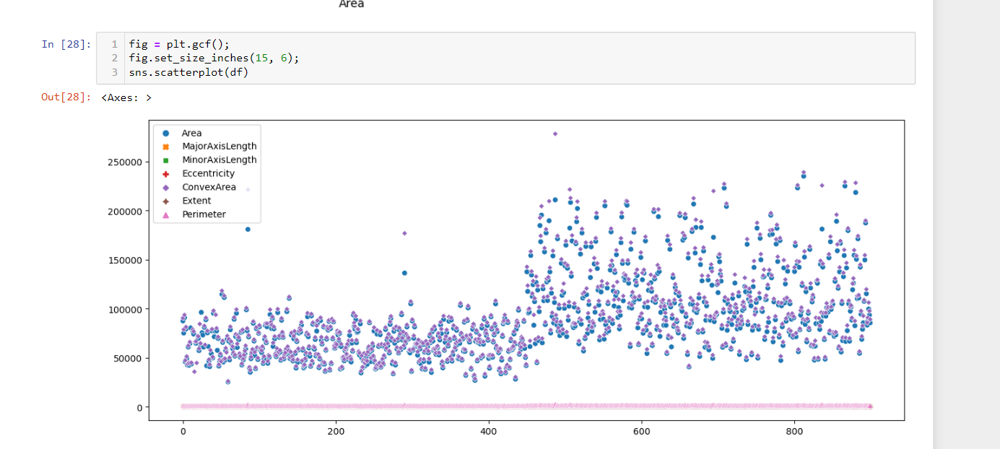 Area
In [28]:
1 fig = plt.gcf();
2 fig.set_size_inches(15, 6);
3 sns.scatterplot(df)
Out[28]: <Axes: >
Area
MajorAxisLength
MinorAxisLength
Eccentricity
ConvexArea
Extent
Perimeter
250000
200000
150000
100000
50000
0
0 200 400 600 800